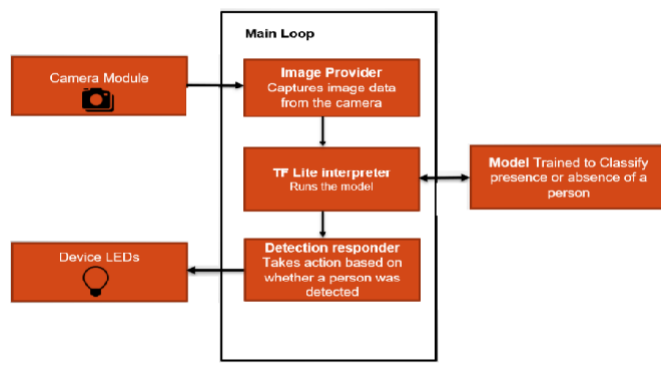 Main Loop
Camera Module
Image Provider
Captures image data
from the camera
TF Lite interpreter
Runs the model
Model Trained to Classify
presence or absence of a
person
Detection responder
Takes action based on
whether a person was
detected
Device LEDs